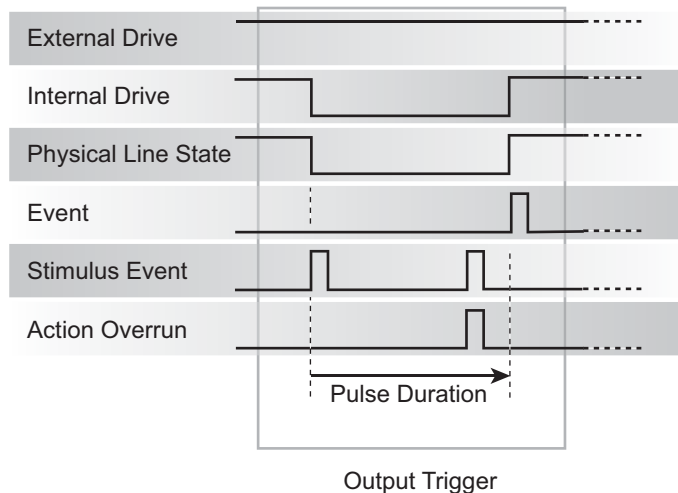 External Drive
Internal Drive
Physical Line State
Event
Stimulus Event
Action Overrun
Pulse Duration
Output Trigger